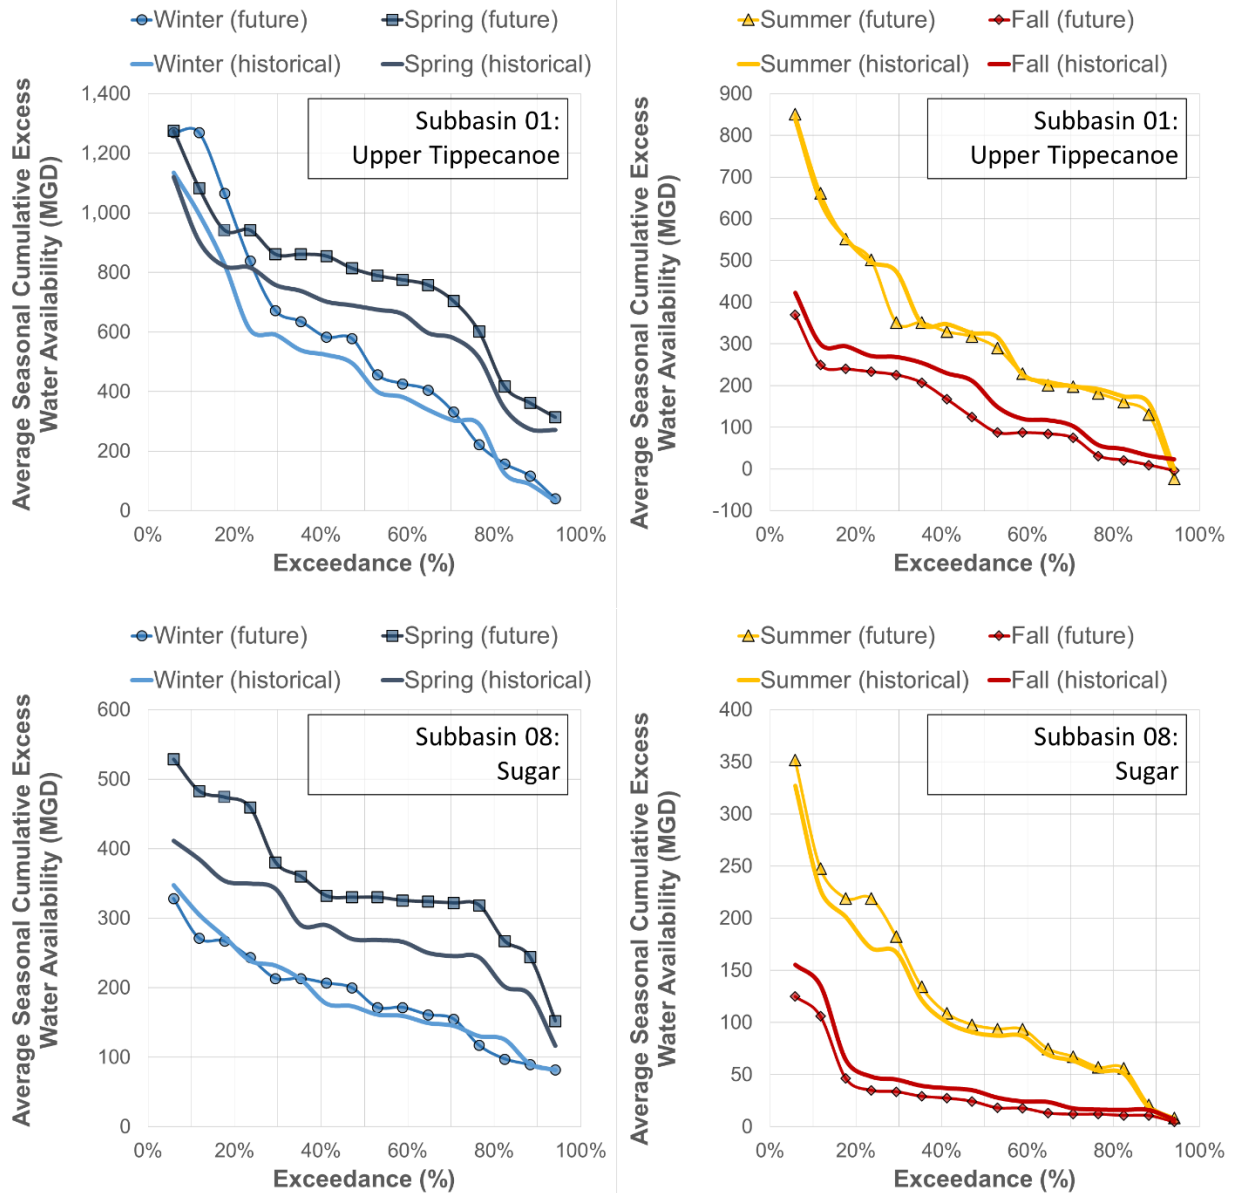 Winter (future) Spring (future)
Winter (historical) Spring (historical)
Average Seasonal Cumulative Excess
Water Availability (MGD)
1,400
1,200
1,000
800
600
400
200
0
Subbasin 01:
Upper Tippecanoe
0% 20% 40% 60% 80% 100%
Exceedance (%)
Summer (future) Fall (future)
Summer (historical) Fall (historical)
Average Seasonal Cumulative Excess
Water Availability (MGD)
900
800
700
600
500
400
300
200
100
0
-100
Subbasin 01:
Upper Tippecanoe
0% 20% 40% 60% 80% 100%
Exceedance (%)
Winter (future) Spring (future)
Winter (historical) Spring (historical)
Average Seasonal Cumulative Excess
Water Availability (MGD)
600
500
400
300
200
100
0
Subbasin 08:
Sugar
0% 20% 40% 60% 80% 100%
Exceedance (%)
Summer (future) Fall (future)
Summer (historical) Fall (historical)
Average Seasonal Cumulative Excess
Water Availability (MGD)
400
350
300
250
200
150
100
50
0
Subbasin 08:
Sugar
0% 20% 40% 60% 80% 100%
Exceedance (%)